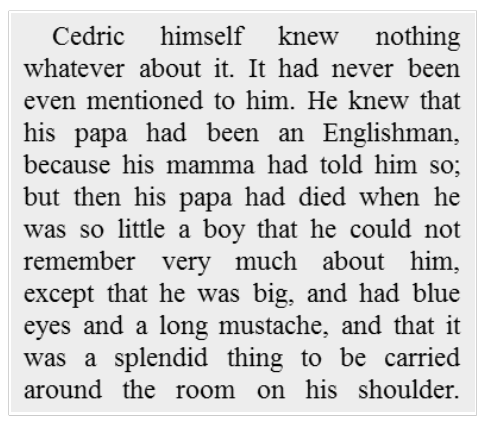 Cedric himself knew nothing
whatever about it. It had never been
even mentioned to him. He knew that
his papa had been an Englishman,
because his mamma had told him so;
but then his papa had died when he
was so little a boy that he could not
remember very much about him,
except that he was big, and had blue
eyes and a long mustache, and that it
was a splendid thing to be carried
around the room on his shoulder.